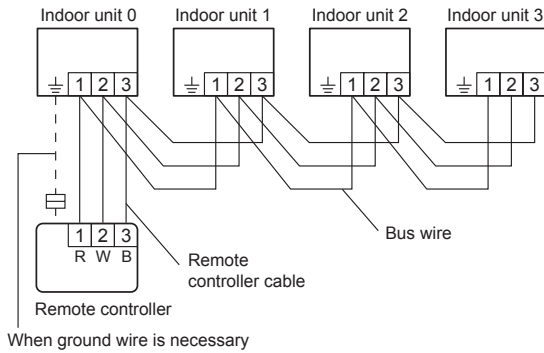 Indoor unit 0 Indoor unit 1 Indoor unit 2 Indoor unit 3
1 2 3 1 2 3 1 2 3 1 2 3
Bus wire
1 2 3
R W B
Remote
controller cable
Remote controller
When ground wire is necessary